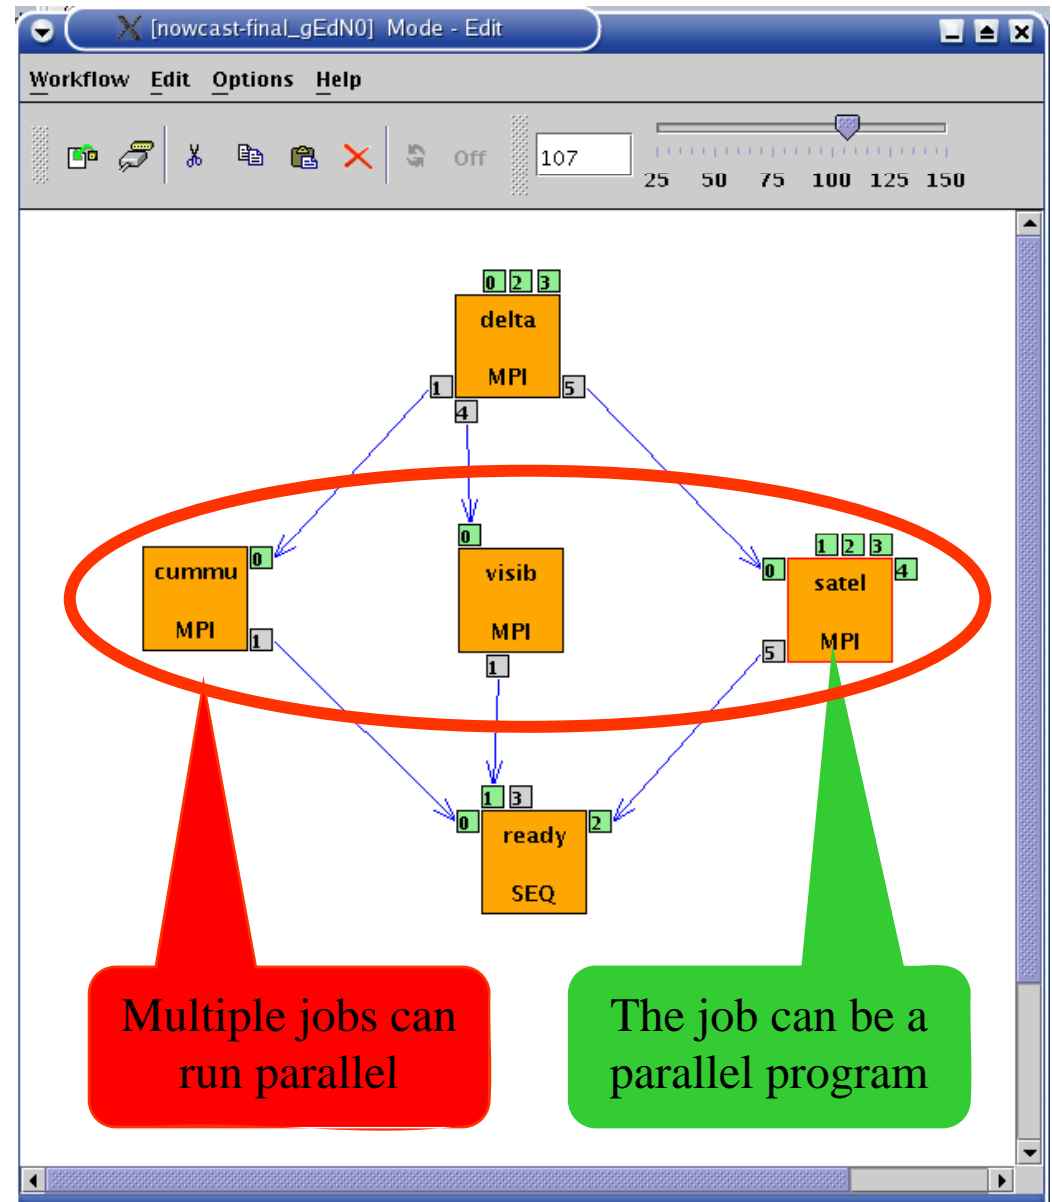 [nowcast-final_gEdN0] Mode - Edit
Workflow Edit Options Help
Off 107
25 50 75 100 125 150
0 2 3
delta
MPI
1 5
4
0
1 2 3
0 0 4
cummu visib satel
MPI MPI MPI
1 5
1
1 3
0 2
ready
SEQ
Multiple jobs can
run parallel
The job can be a
parallel program